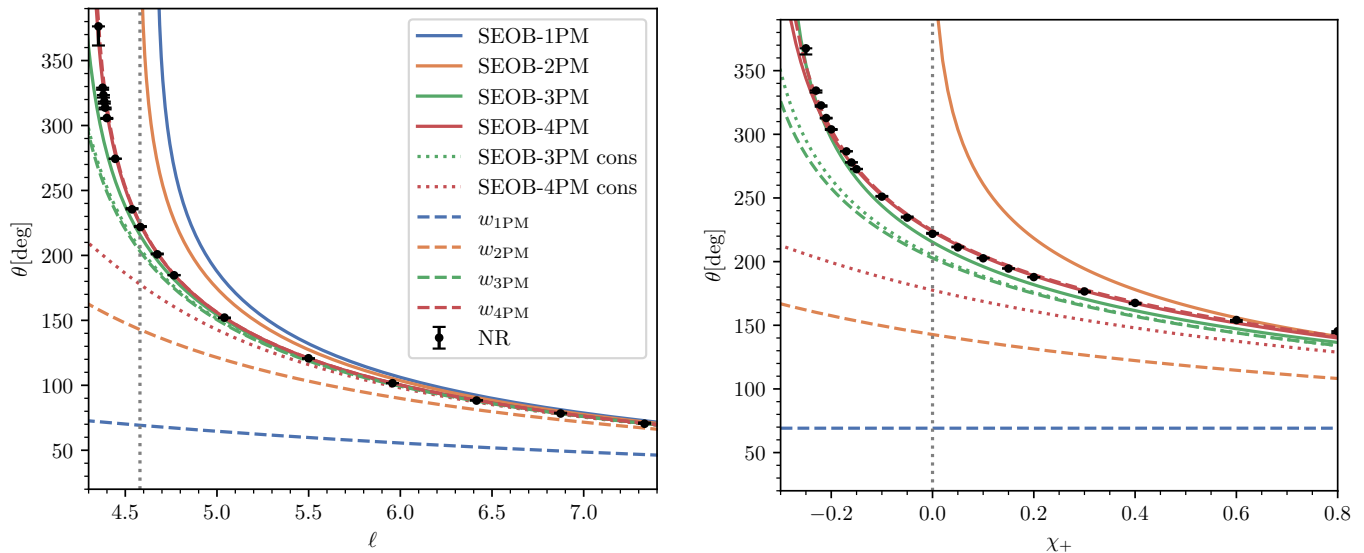 θ[deg]
350
300
250
200
150
100
50
4.5
5.0
5.5
6.0
6.5
7.0
ℓ
SEOB-1PM
SEOB-2PM
SEOB-3PM
SEOB-4PM
SEOB-3PM cons
SEOB-4PM cons
w1PM
w2PM
w3PM
w4PM
NR
θ[deg]
350
300
250
200
150
100
50
−0.2
0.0
0.2
0.4
0.6
0.8
χ+